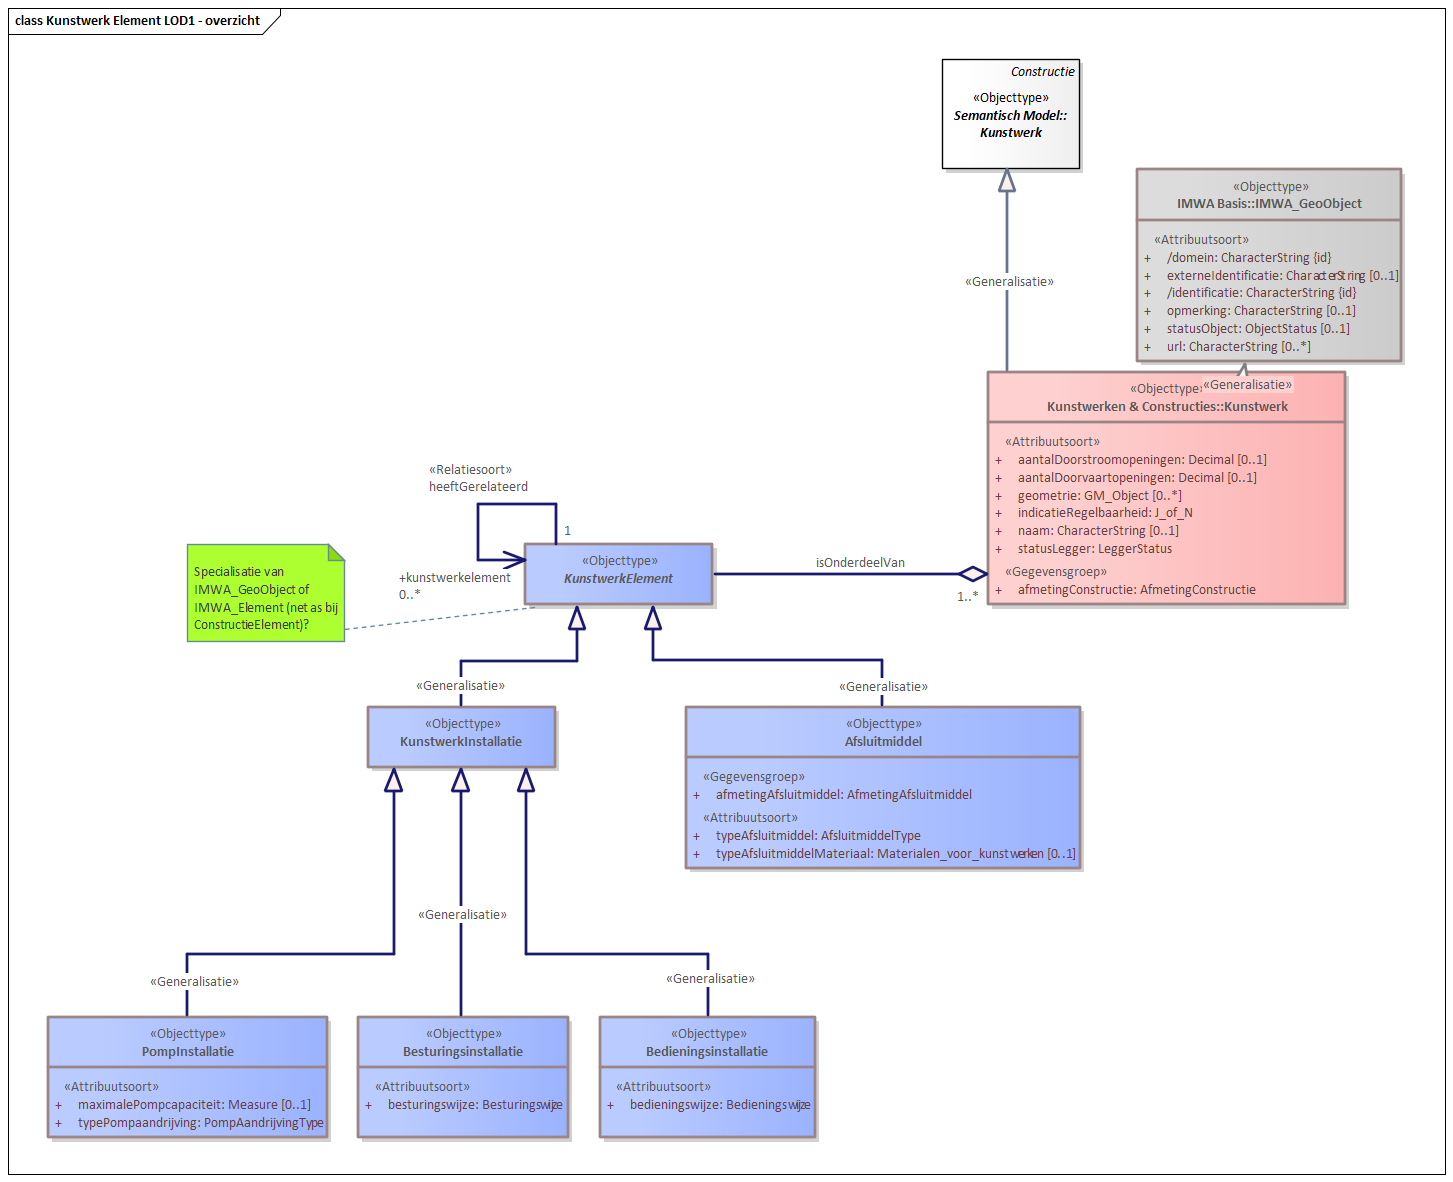 class Kunstwerk Element LOD1 - overzicht
Constructie
«Objecttype»
Semantisch Model::
Kunstwerk
«Generalisatie»
«Objecttype»
IMWA Basis::IMWA_GeoObject
«Attribuutsoort»
+ /domein: CharacterString {id}
+ externeIdentificatie: CharacterString [0..1]
+ /identificatie: CharacterString {id}
+ opmerking: CharacterString [0..1]
+ statusObject: ObjectStatus [0..1]
+ url: CharacterString [0..*]
«Generalisatie»
«Objecttype»
Kunstwerken & Constructies::Kunstwerk
«Attribuutsoort»
+ aantalDoorstroomopeningen: Decimal [0..1]
+ aantalDoorvaartopeningen: Decimal [0..1]
+ geometrie: GM_Object [0..*]
+ indicatieRegelbaarheid: J_of_N
+ naam: CharacterString [0..1]
+ statusLegger: LeggerStatus
«Gegevensgroep»
+ afmetingConstructie: AfmetingConstructie
«Relatiesoort»
heeftGerelateerd
1
+kunstwerkelement
0..*
«Objecttype»
KunstwerkElement
isOnderdeelVan
1..*
Specialisatie van
IMWA_GeoObject of
IMWA_Element (net as bij
ConstructieElement)?
«Generalisatie»
«Generalisatie»
«Objecttype»
KunstwerkInstallatie
«Objecttype»
Afsluitmiddel
«Gegevensgroep»
+ afmetingAfsluitmiddel: AfmetingAfsluitmiddel
«Attribuutsoort»
+ typeAfsluitmiddel: AfsluitmiddelType
+ typeAfsluitmiddelMateriaal: Materialen_voor_kunstwerken [0..1]
«Generalisatie»
«Generalisatie»
«Generalisatie»
«Objecttype»
PompInstallatie
«Attribuutsoort»
+ maximalePompcapaciteit: Measure [0..1]
+ typePompaandrijving: PompAandrijvingType
«Objecttype»
Besturingsinstallatie
«Attribuutsoort»
+ besturingswijze: Besturingswijze
«Objecttype»
Bedieningsinstallatie
«Attribuutsoort»
+ bedieningswijze: Bedieningswijze